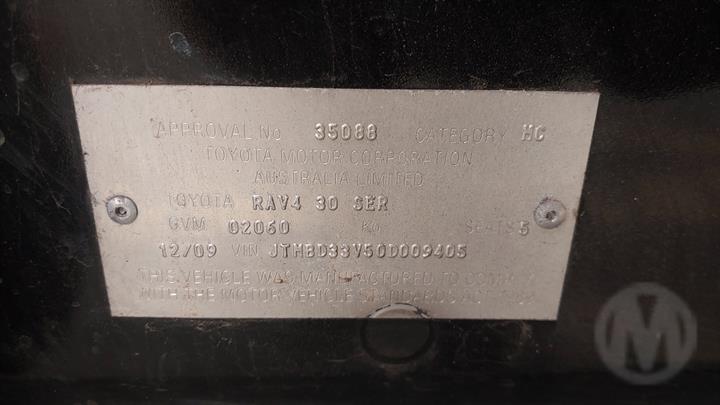 APPROVAL NO 35088 CATEGORY MC
TOYOTA MOTOR CORPORATION
AUSTRALIA LIMITED
TOYOTA RAV4 30 SER
GVM 02060 KG SEATS 5
12/09 VIN JTMBD33V50D009405
THIS VEHICLE WAS MANUFACTURED TO COMPLY
WITH THE MOTOR VEHICLE STANDARDS ACT 1989
M